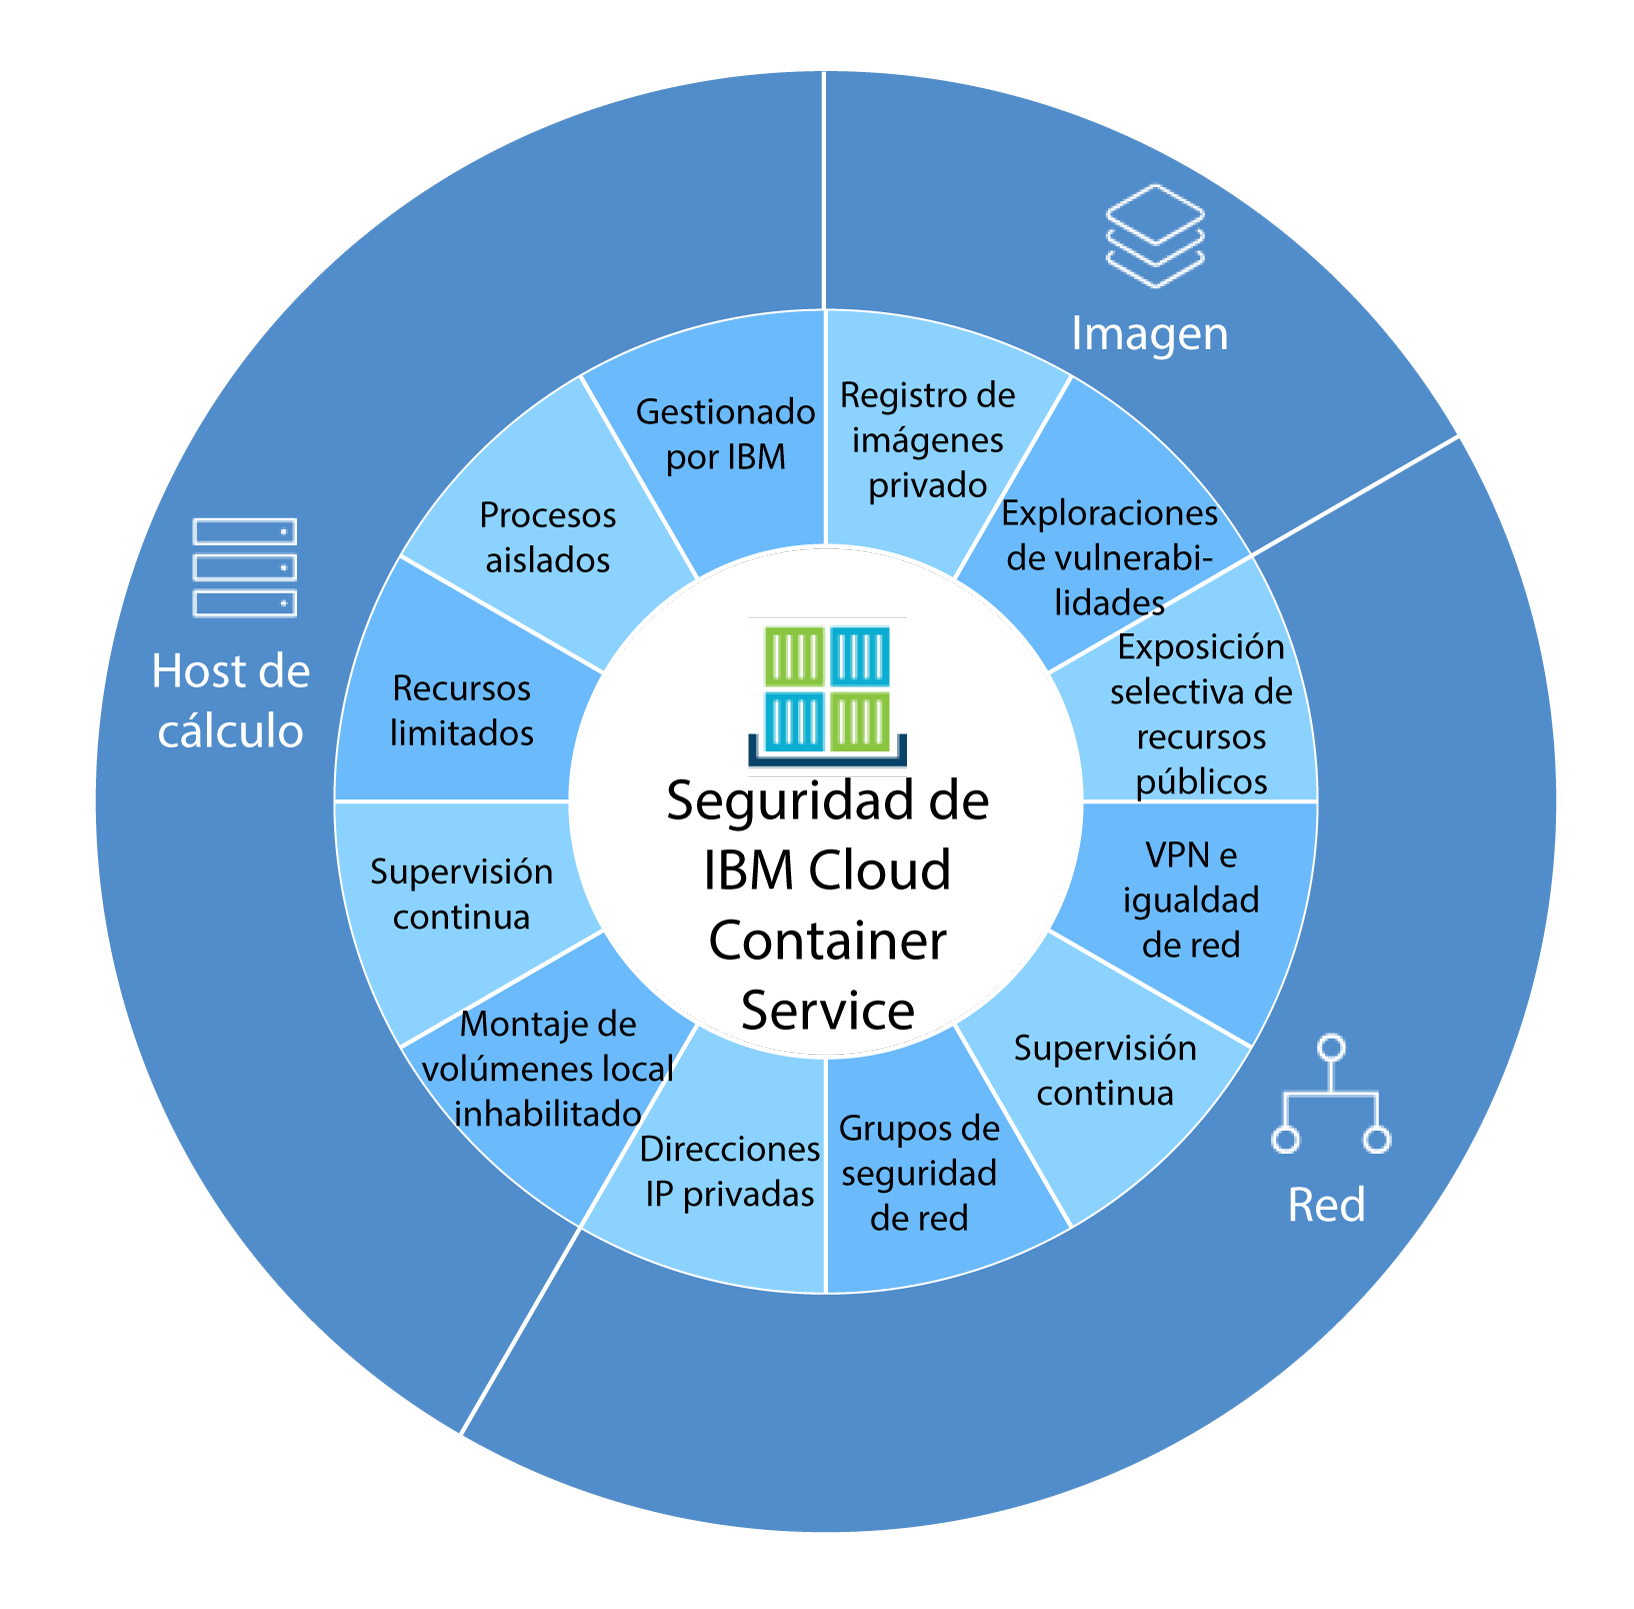 Imagen
Registro de
imágenes
privado
Exploraciones
de vulnerabi-
lidades
Exposición
selectiva de
recursos
públicos
VPN e
igualdad
de red
Supervisión
continua
Red
Grupos de
seguridad
de red
Direcciones
IP privadas
Montaje de
volúmenes local
inhabilitado
Supervisión
continua
Recursos
limitados
Procesos
aislados
Gestionado
por IBM
Host de
cálculo
Seguridad de
IBM Cloud
Container
Service